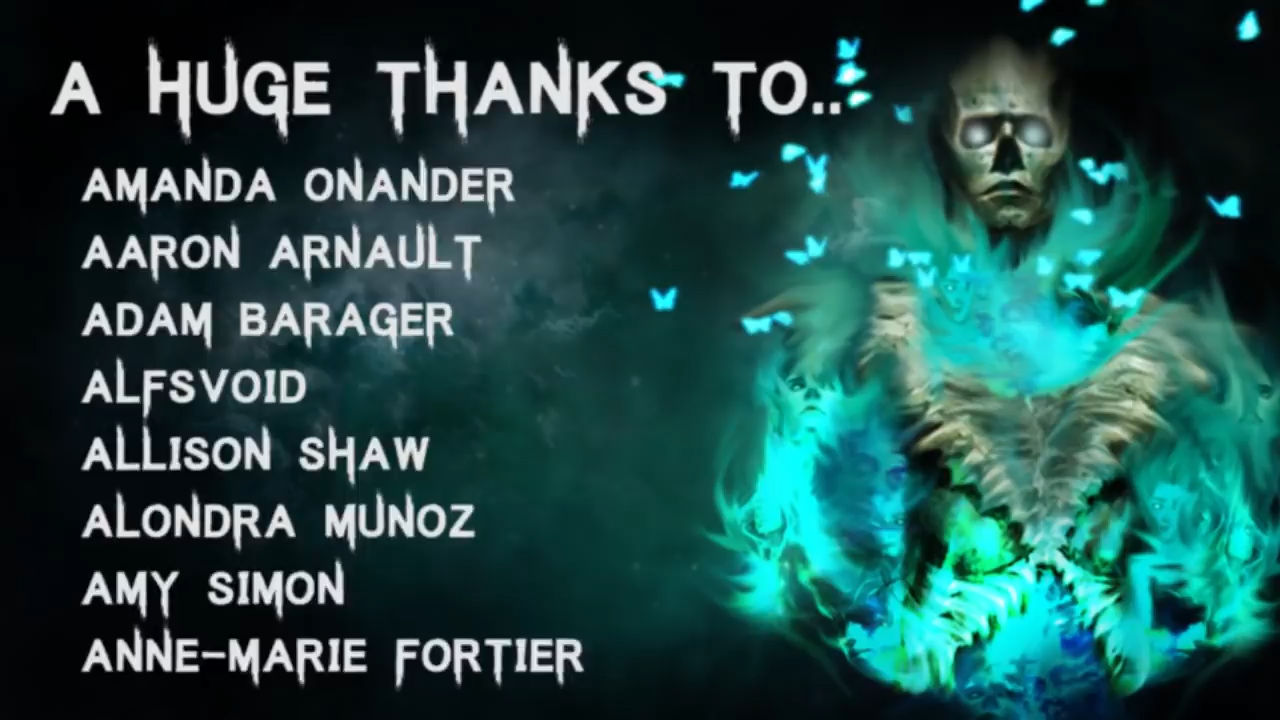 A HUGE THANKS TO..
AMANDA ONANDER
AARON ARNAULT
ADAM BARAGER
ALFSVOID
ALLISON SHAW
ALONDRA MUNOZ
AMY SIMON
ANNE-MARIE FORTIER